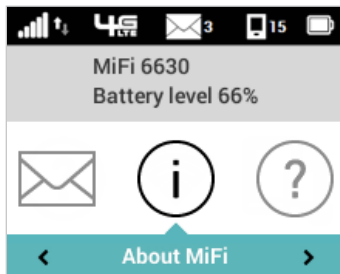 4G LTE 3 15
MiFi 6630
Battery level 66%
i ?
About MiFi